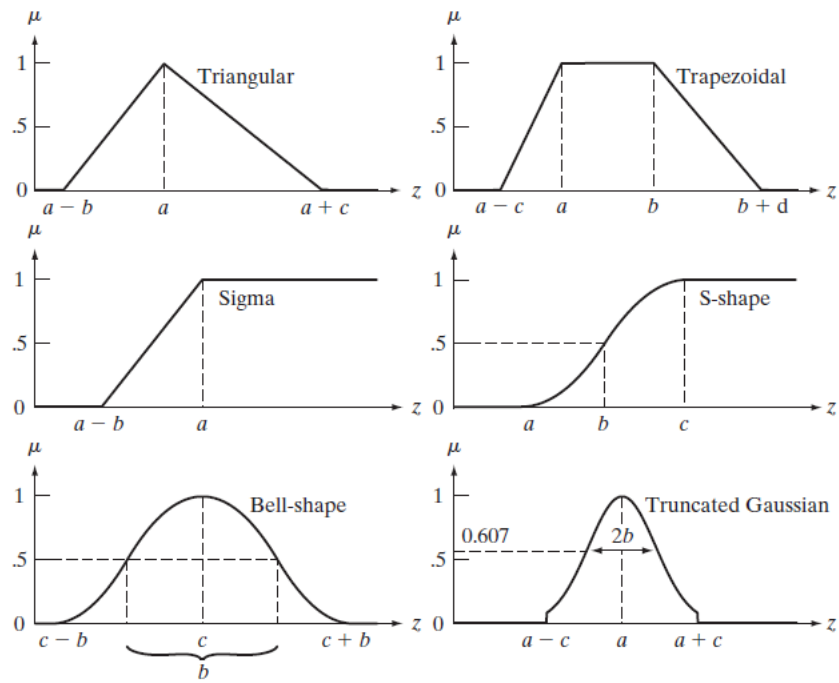 μ
1
Triangular
.5
0
a − b
a
a + c
z
μ
1
Trapezoidal
.5
0
a − c
a
b
b + d
z
μ
1
Sigma
.5
0
a − b
a
z
μ
1
S-shape
.5
0
a
b
c
z
μ
1
Bell-shape
.5
0
c − b
c
c + b
z
b
μ
1
Truncated Gaussian
0.607
2b
.5
0
a − c
a
a + c
z